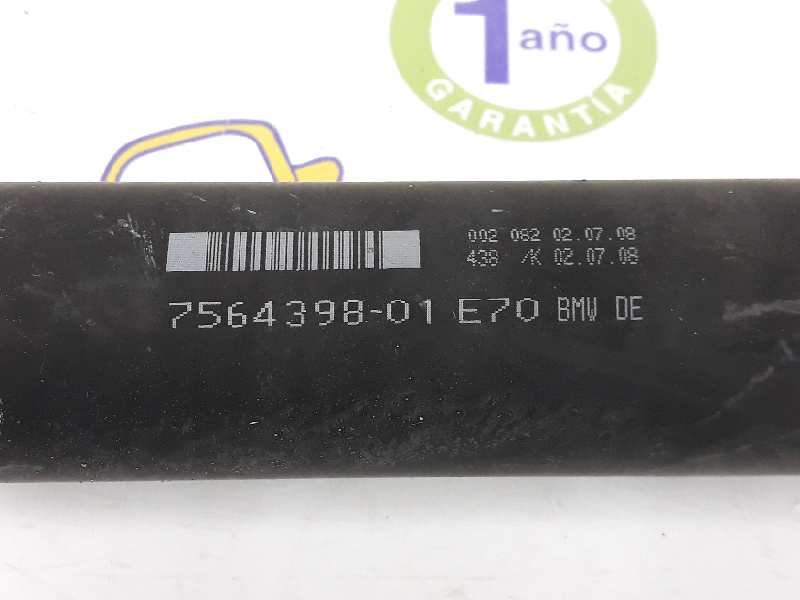 1 año
GARANTIA
002 082 02.07.08
438 /K 02.07.08
7564398-01 E70 BMW DE